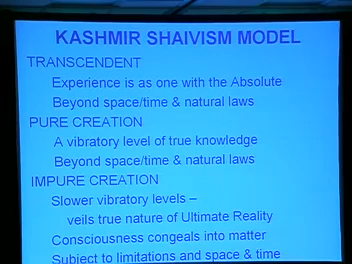 KASHMIR SHAIVISM MODEL
TRANSCENDENT
Experience is as one with the Absolute
Beyond space/time & natural laws
PURE CREATION
A vibratory level of true knowledge
Beyond space/time & natural laws
IMPURE CREATION
Slower vibratory levels –
veils true nature of Ultimate Reality
Consciousness congeals into matter
Subject to limitations and space & time